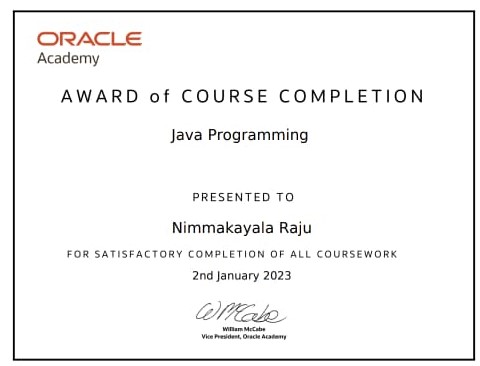 ORACLE
Academy
AWARD of COURSE COMPLETION
Java Programming
PRESENTED TO
Nimmakayala Raju
FOR SATISFACTORY COMPLETION OF ALL COURSEWORK
2nd January 2023
W McCabe
William McCabe
Vice President, Oracle Academy